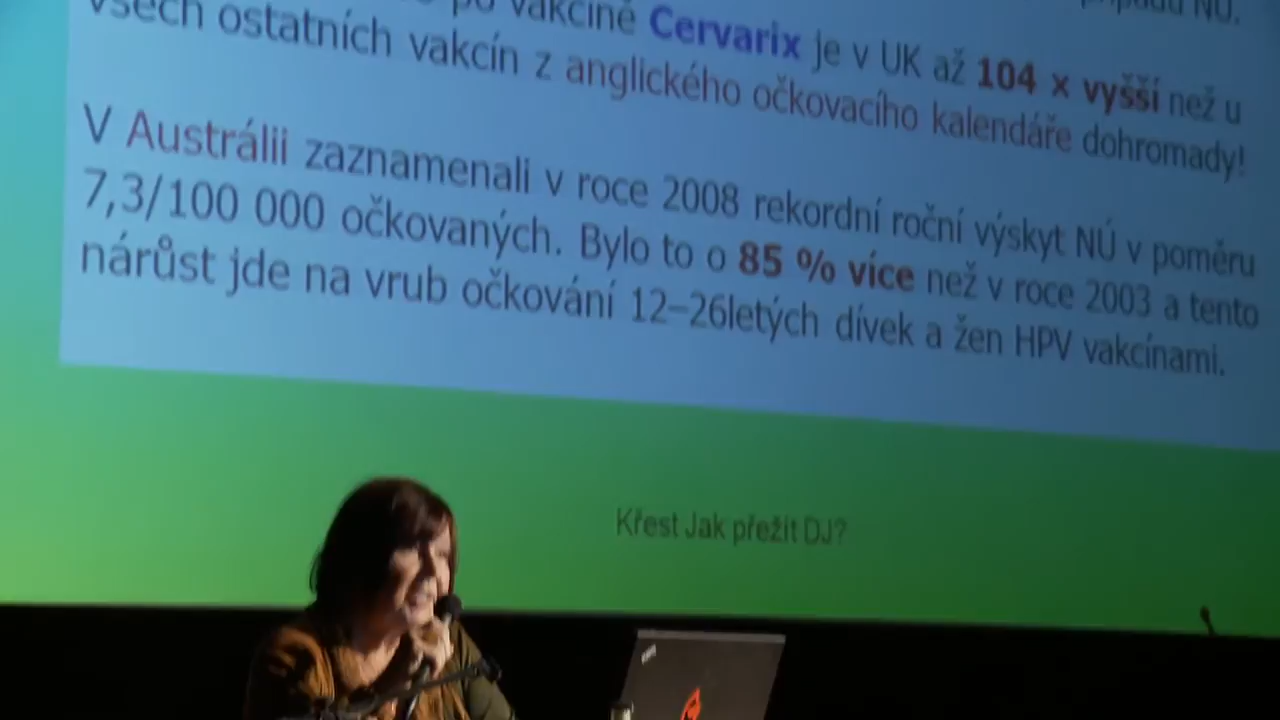 po vakcíně Cervarix je v UK až 104 x vyšší než u
všech ostatních vakcín z anglického očkovacího kalendáře dohromady!
V Austrálii zaznamenali v roce 2008 rekordní roční výskyt NÚ v poměru
7,3/100 000 očkovaných. Bylo to o 85 % více než v roce 2003 a tento
nárůst jde na vrub očkování 12–26letých dívek a žen HPV vakcínami.
Křest Jak přežít DJ?